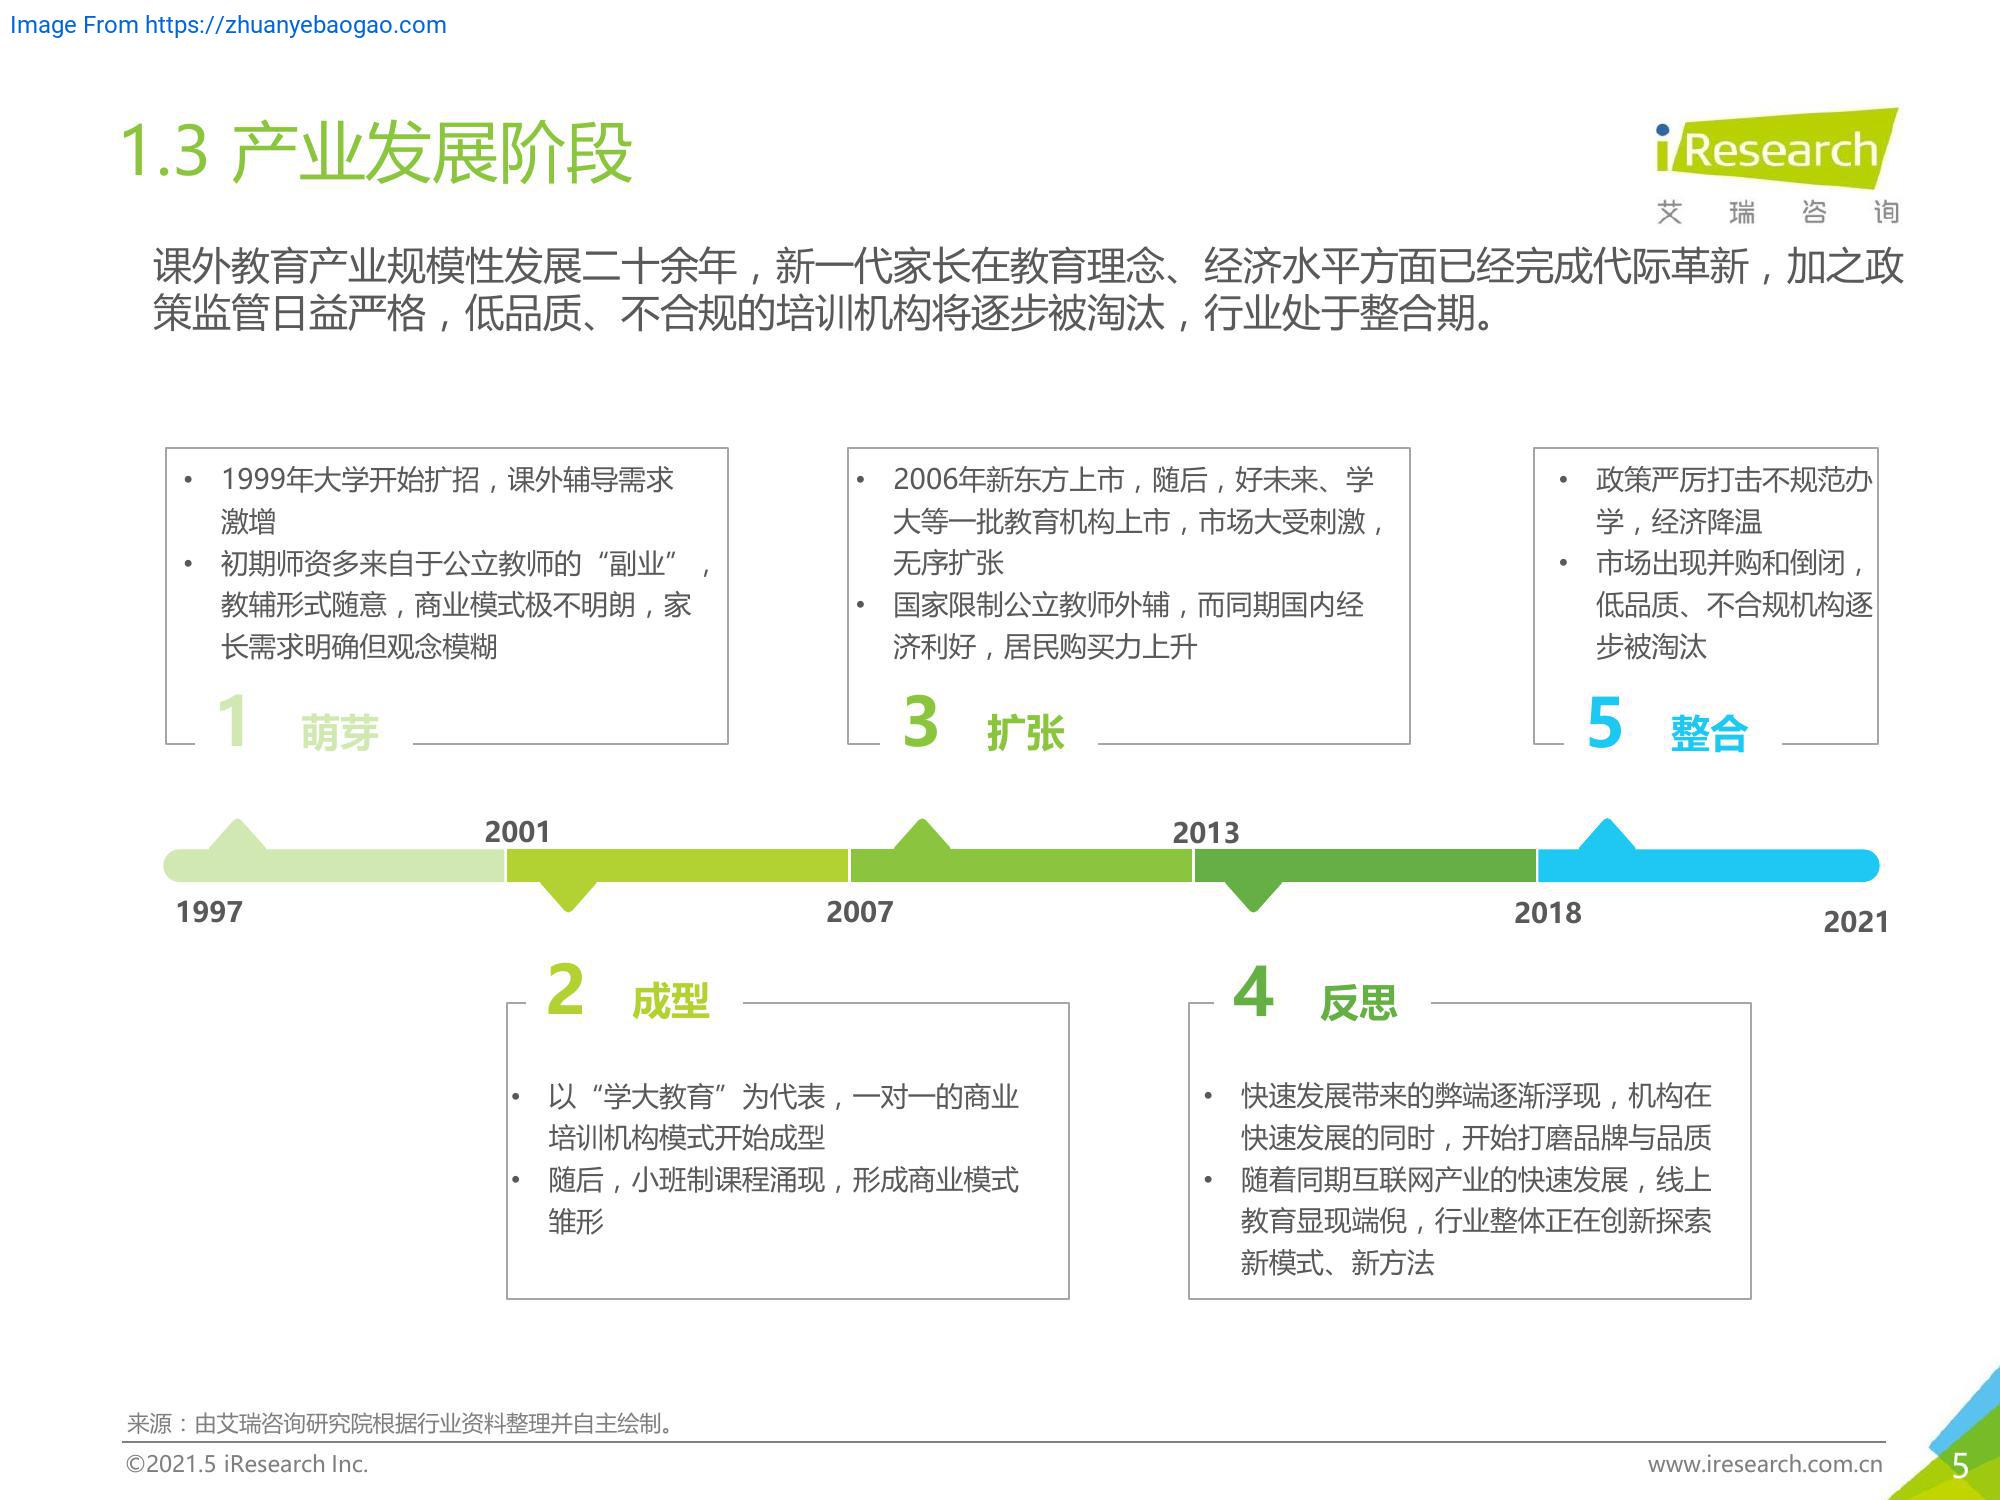 Image From https://zhuanyebaogao.com
1.3 产业发展阶段
iResearch
艾瑞咨询
课外教育产业规模性发展二十余年，新一代家长在教育理念、经济水平方面已经完成代际革新，加之政
策监管日益严格，低品质、不合规的培训机构将逐步被淘汰，行业处于整合期。
• 1999年大学开始扩招，课外辅导需求
激增
• 初期师资多来自于公立教师的“副业”，
教辅形式随意，商业模式极不明朗，家
长需求明确但观念模糊
1 萌芽
• 2006年新东方上市，随后，好未来、学
大等一批教育机构上市，市场大受刺激，
无序扩张
• 国家限制公立教师外辅，而同期国内经
济利好，居民购买力上升
3 扩张
• 政策严厉打击不规范办
学，经济降温
• 市场出现并购和倒闭，
低品质、不合规机构逐
步被淘汰
5 整合
2001
2013
1997
2007
2018
2021
2 成型
• 以“学大教育”为代表，一对一的商业
培训机构模式开始成型
• 随后，小班制课程涌现，形成商业模式
雏形
4 反思
• 快速发展带来的弊端逐渐浮现，机构在
快速发展的同时，开始打磨品牌与品质
• 随着同期互联网产业的快速发展，线上
教育显现端倪，行业整体正在创新探索
新模式、新方法
来源：由艾瑞咨询研究院根据行业资料整理并自主绘制。
©2021.5 iResearch Inc.
www.iresearch.com.cn
5